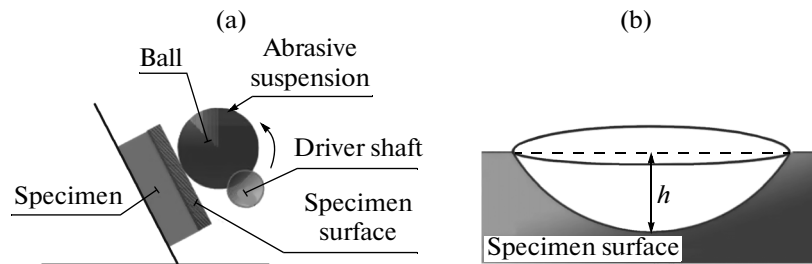 (a)
Abrasive
suspension
Ball
Driver shaft
Specimen
Specimen
surface
(b)
h
Specimen surface